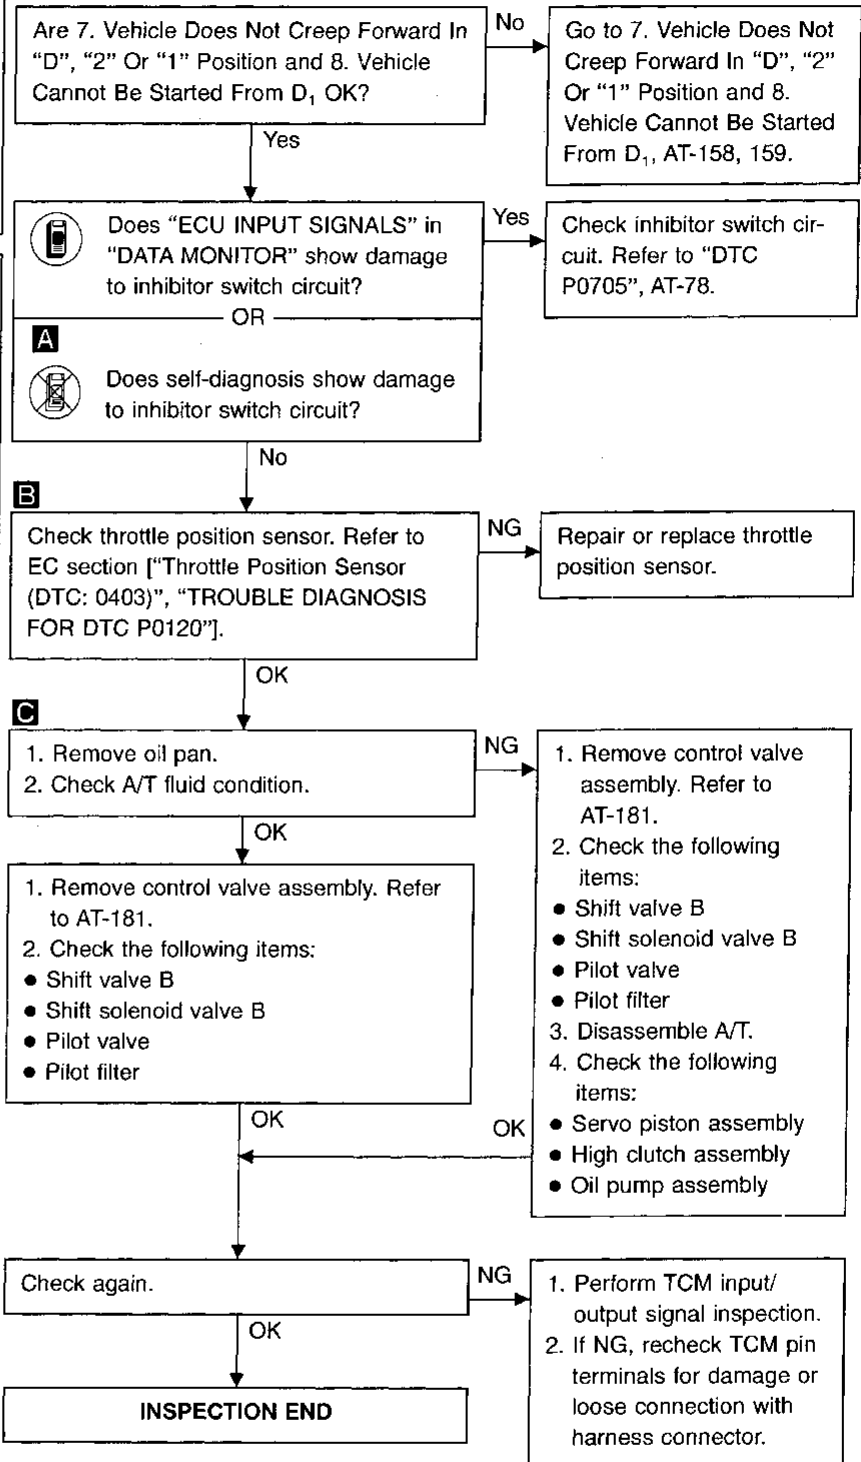 Are 7. Vehicle Does Not Creep Forward In
“D”, “2” Or “1” Position and 8. Vehicle
Cannot Be Started From D₁ OK?
No
Go to 7. Vehicle Does Not
Creep Forward In “D”, “2”
Or “1” Position and 8.
Vehicle Cannot Be Started
From D₁, AT-158, 159.
Yes
Does “ECU INPUT SIGNALS” in
“DATA MONITOR” show damage
to inhibitor switch circuit?
Yes
Check inhibitor switch cir-
cuit. Refer to “DTC
P0705”, AT-78.
OR
A
Does self-diagnosis show damage
to inhibitor switch circuit?
No
B
Check throttle position sensor. Refer to
EC section [“Throttle Position Sensor
(DTC: 0403)”, “TROUBLE DIAGNOSIS
FOR DTC P0120”].
NG
Repair or replace throttle
position sensor.
OK
C
1. Remove oil pan.
2. Check A/T fluid condition.
NG
1. Remove control valve
assembly. Refer to
AT-181.
2. Check the following
items:
● Shift valve B
● Shift solenoid valve B
● Pilot valve
● Pilot filter
3. Disassemble A/T.
4. Check the following
items:
● Servo piston assembly
● High clutch assembly
● Oil pump assembly
OK
1. Remove control valve assembly. Refer
to AT-181.
2. Check the following items:
● Shift valve B
● Shift solenoid valve B
● Pilot valve
● Pilot filter
OK
OK
Check again.
NG
1. Perform TCM input/
output signal inspection.
2. If NG, recheck TCM pin
terminals for damage or
loose connection with
harness connector.
OK
INSPECTION END